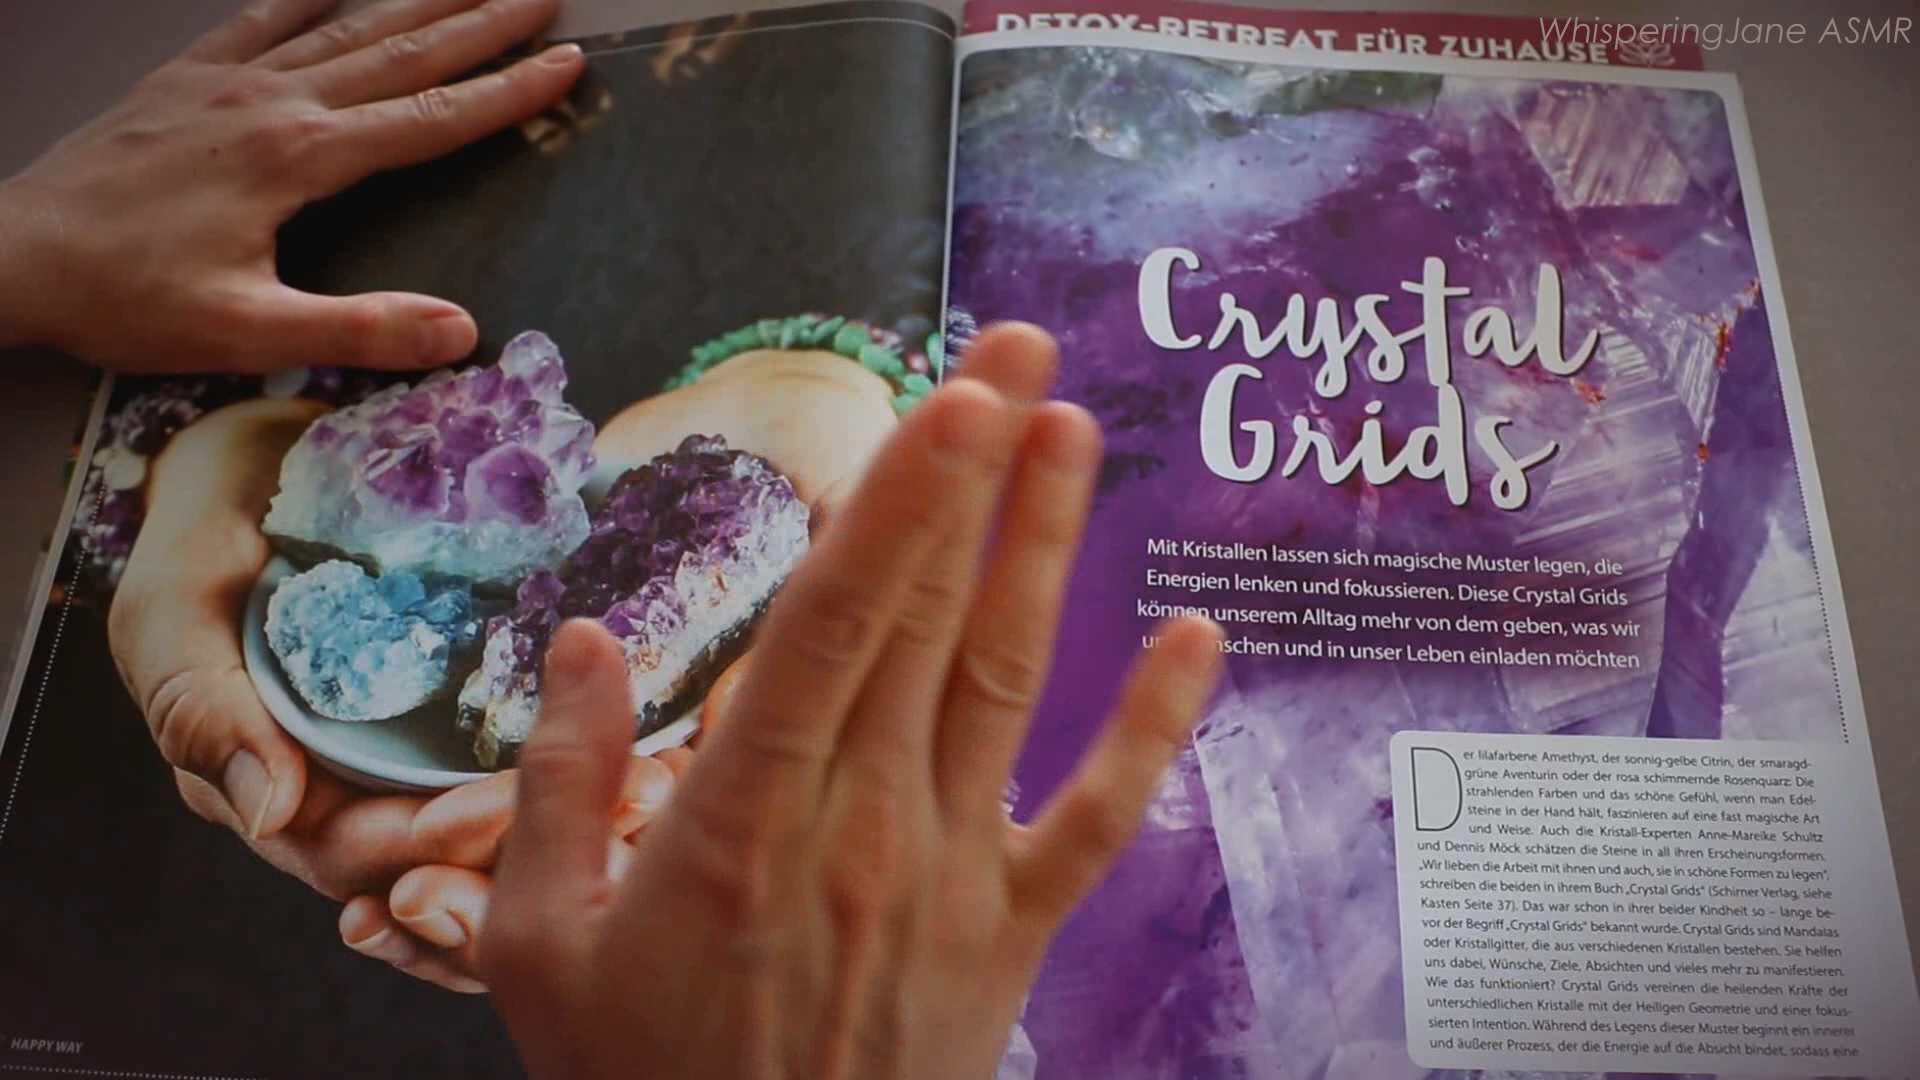 WhisperingJane ASMR
DETOX-RETREAT FÜR ZUHAUSE
Crystal
Grids
Mit Kristallen lassen sich magische Muster legen, die
Energien lenken und fokussieren. Diese Crystal Grids
können unserem Alltag mehr von dem geben, was wir
und in unser Leben einladen möchten
Der lilafarbene Amethyst, der sonnig-gelbe Citrin, der smaragd-
grüne Aventurin oder der rosa schimmernde Rosenquarz: Die
strahlenden Farben und das schöne Gefühl, wenn man Edel-
steine in der Hand hält, faszinieren auf eine fast magische Art
und Weise. Auch die Kristall-Experten Anne-Mareike Schultz
und Dennis Möck schätzen die Steine in all ihren Erscheinungsformen.
„Wir lieben die Arbeit mit ihnen und auch, sie in schöne Formen zu legen“,
schreiben die beiden in ihrem Buch „Crystal Grids“ (Schirner Verlag, siehe
Kasten Seite 37). Das war schon in ihrer beider Kindheit so – lange be-
vor der Begriff „Crystal Grids“ bekannt wurde. Crystal Grids sind Mandalas
oder Kristallgitter, die aus verschiedenen Kristallen bestehen. Sie helfen
uns dabei, Wünsche, Ziele, Absichten und vieles mehr zu manifestieren.
Wie das funktioniert? Crystal Grids vereinen die heilenden Kräfte der
unterschiedlichen Kristalle mit der Heiligen Geometrie und einer fokus-
sierten Intention. Während des Legens dieser Muster beginnt ein innerer
und äußerer Prozess, der die Energie auf die Absicht bindet, sodass eine
HAPPY WAY